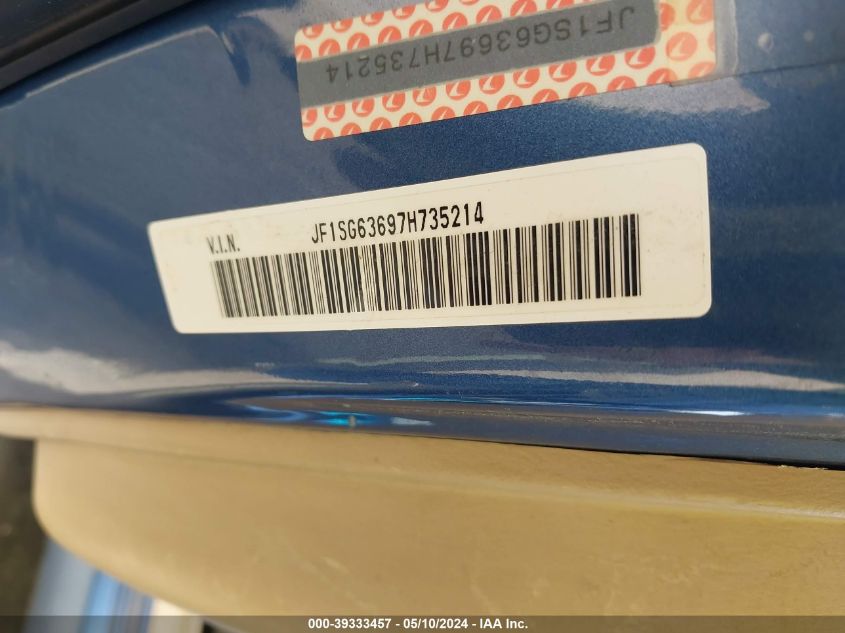 JF1SG63697H735214
V.I.N. JF1SG63697H735214
000-39333457 - 05/10/2024 - IAA Inc.